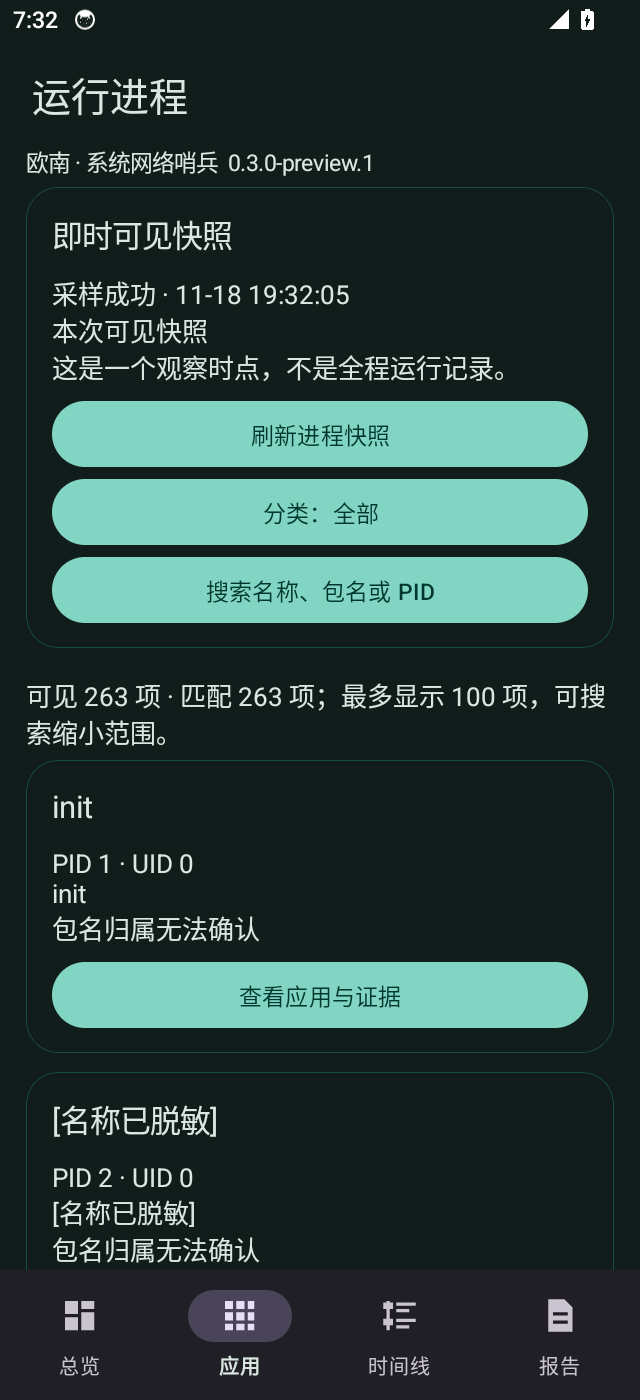 7:32
运行进程
欧南 · 系统网络哨兵 0.3.0-preview.1
即时可见快照
采样成功 · 11-18 19:32:05
本次可见快照
这是一个观察时点，不是全程运行记录。
刷新进程快照
分类：全部
搜索名称、包名或 PID
可见 263 项 · 匹配 263 项；最多显示 100 项，可搜
索缩小范围。
init
PID 1 · UID 0
init
包名归属无法确认
查看应用与证据
[名称已脱敏]
PID 2 · UID 0
[名称已脱敏]
包名归属无法确认
总览
应用
时间线
报告